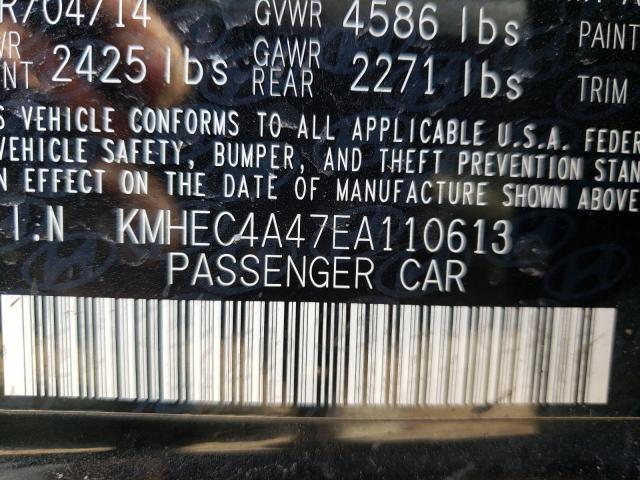 R/04/14 GVWR 4586 lbs PAINT
WR GAWR
NT 2425 lbs REAR 2271 lbs TRIM
S VEHICLE CONFORMS TO ALL APPLICABLE U.S.A. FEDER
VEHICLE SAFETY, BUMPER, AND THEFT PREVENTION STAN
N EFFECT ON THE DATE OF MANUFACTURE SHOWN ABOVE
I.N KMHEC4A47EA110613
PASSENGER CAR